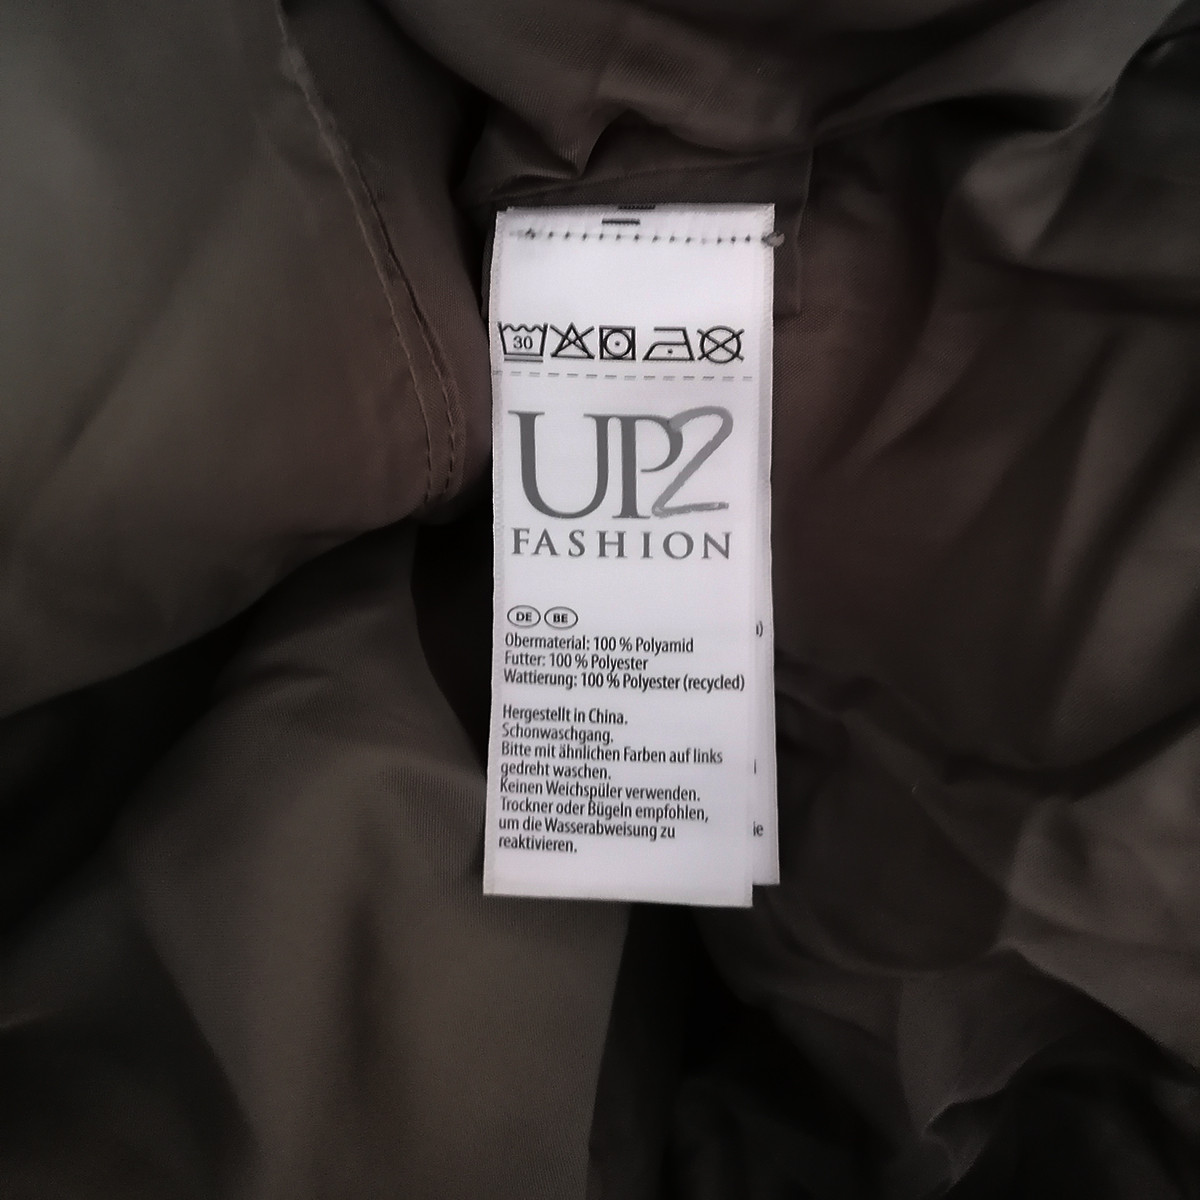 30
UP2
FASHION
DE BE
Obermaterial: 100 % Polyamid
Futter: 100 % Polyester
Wattierung: 100 % Polyester (recycled)
Hergestellt in China.
Schonwaschgang.
Bitte mit ähnlichen Farben auf links
gedreht waschen.
Keinen Weichspüler verwenden.
Trockner oder Bügeln empfohlen,
um die Wasserabweisung zu
reaktivieren.